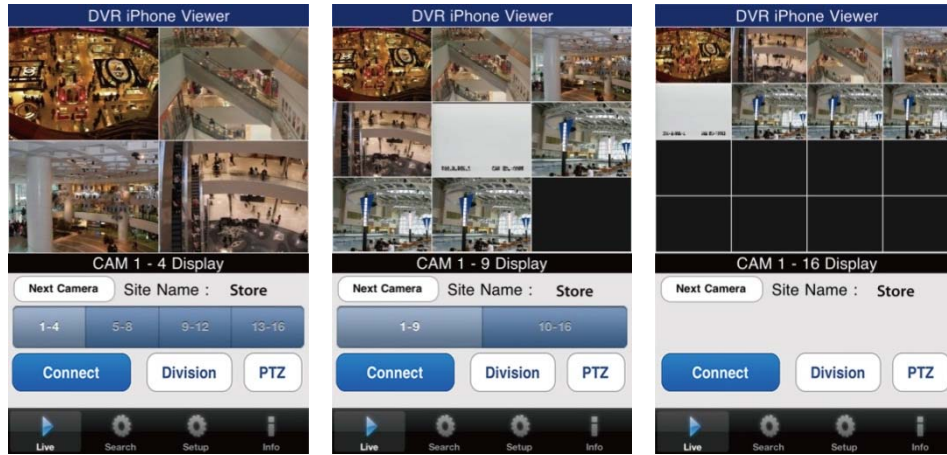 DVR iPhone Viewer
CAM 1 - 4 Display
Next Camera Site Name : Store
1-4 5-8 9-12 13-16
Connect Division PTZ
Live Search Setup Info
DVR iPhone Viewer
CAM 1 - 9 Display
Next Camera Site Name : Store
1-9 10-16
Connect Division PTZ
Live Search Setup Info
DVR iPhone Viewer
CAM 1 - 16 Display
Next Camera Site Name : Store
Connect Division PTZ
Live Search Setup Info